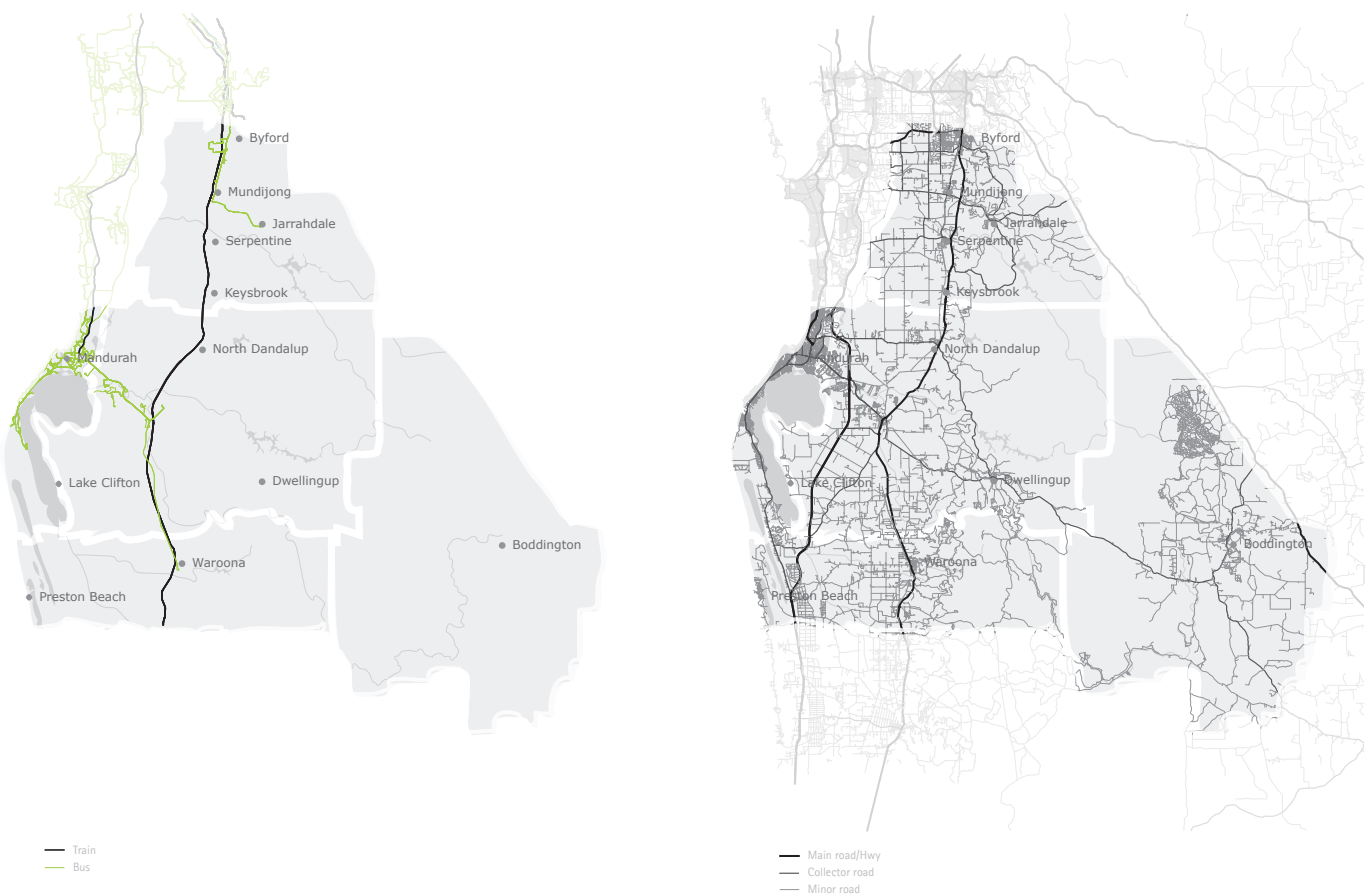 Byford
Mundijong
Jarrahdale
Serpentine
Keysbrook
Mandurah
North Dandalup
Lake Clifton
Dwellingup
Boddington
Waroona
Preston Beach
Train
Bus
Byford
Mundijong
Jarrahdale
Serpentine
Keysbrook
North Dandalup
Mandurah
Lake Clifton
Dwellingup
Boddington
Waroona
Preston Beach
Main road/Hwy
Collector road
Minor road